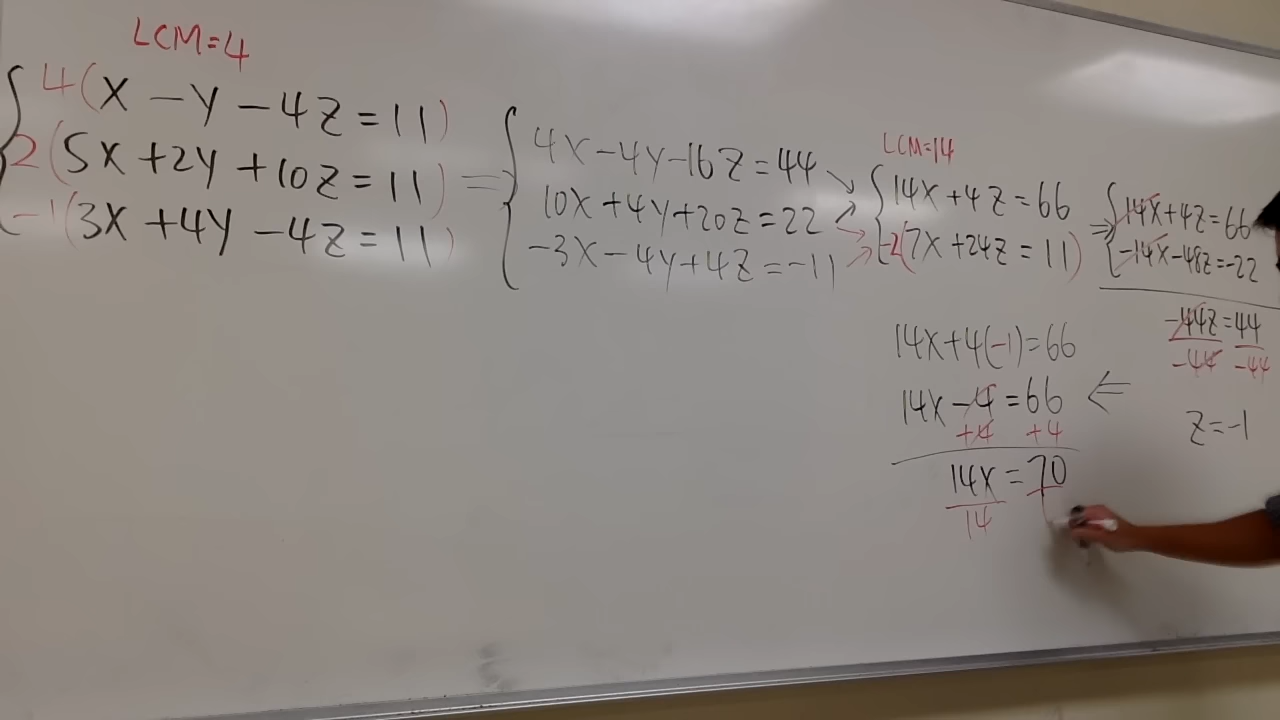 LCM=4
4(x - y - 4z = 11)
2(5x + 2y + 10z = 11)
-1(3x + 4y - 4z = 11)
=
4x - 4y - 16z = 44
10x + 4y + 20z = 22
-3x - 4y + 4z = -11
LCM=14
14x + 4z = 66
-2(7x + 24z = 11)
⇒
14x + 4z = 66
-14x - 48z = -22
-44z = 44
-44 -44
z = -1
⇐
14x + 4(-1) = 66
14x - 4 = 66
+4 +4
14x = 70
14